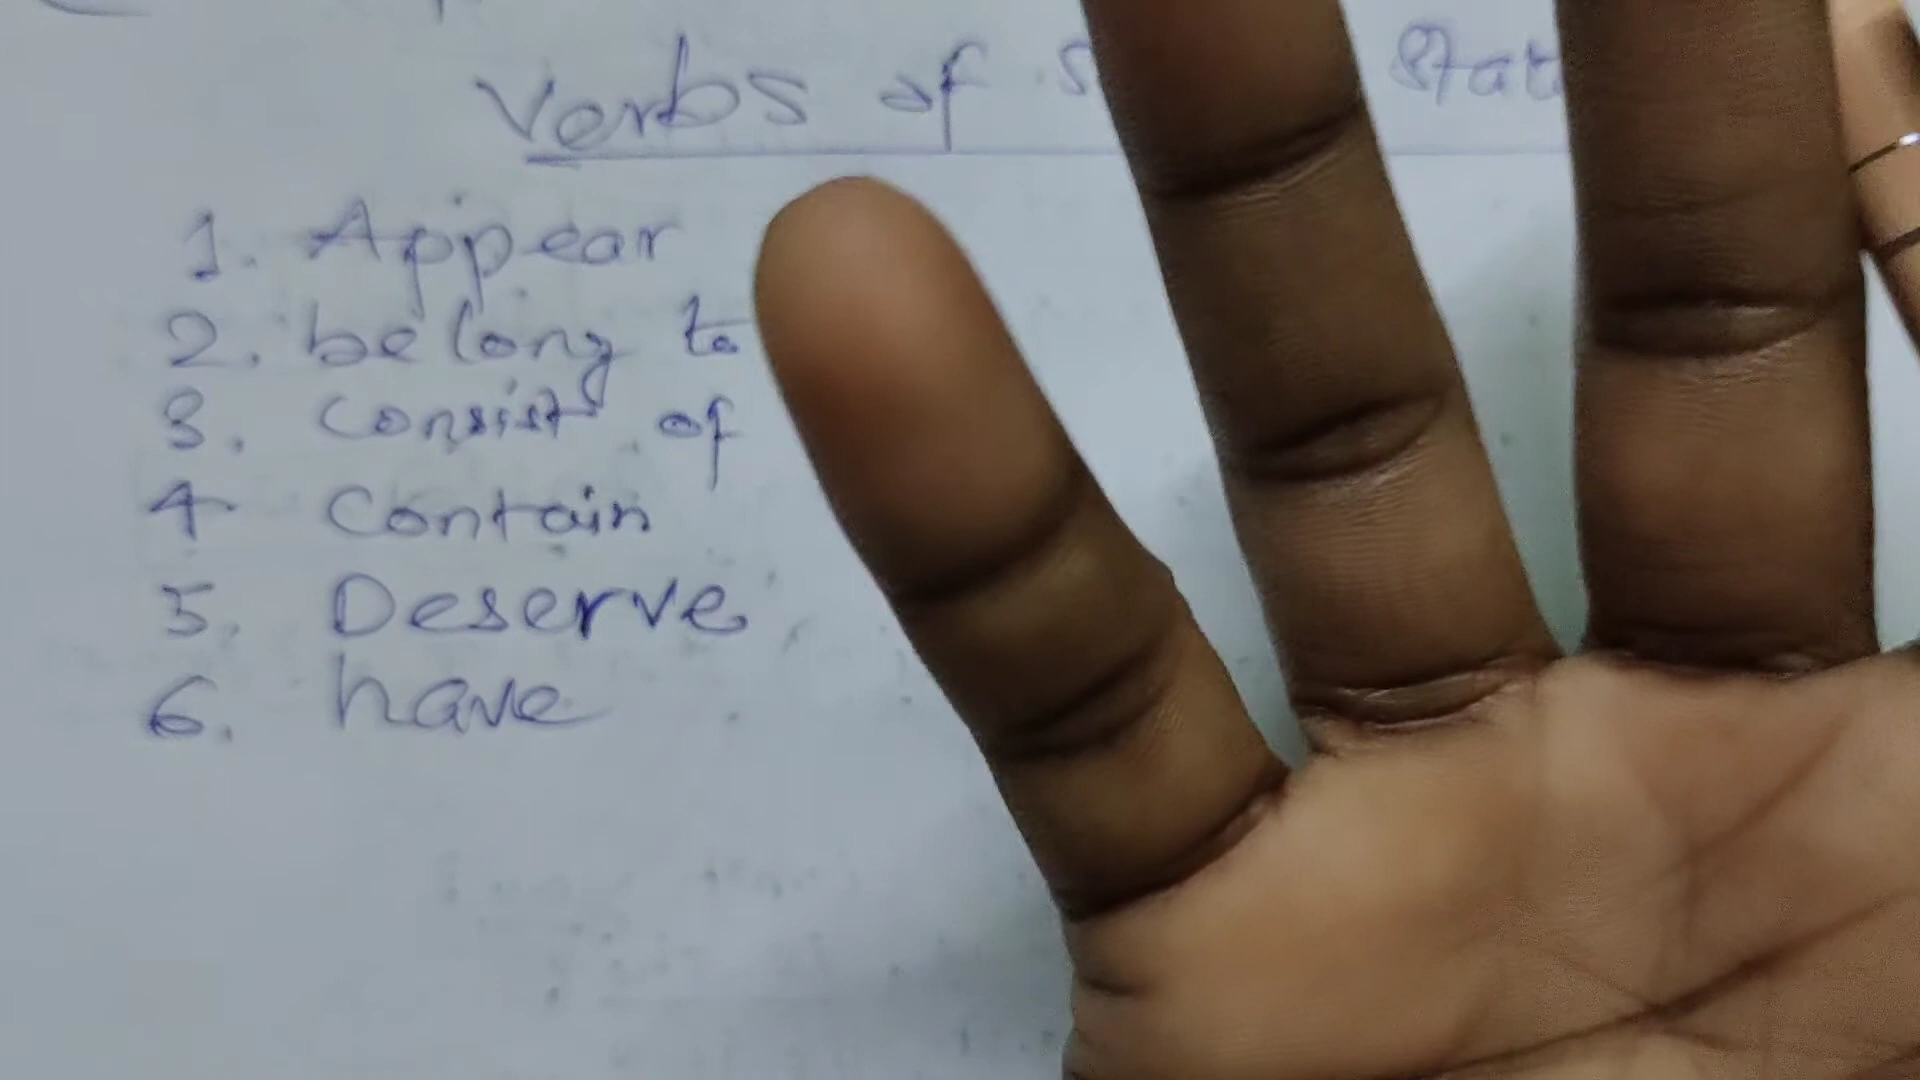 Verbs of
1. Appear
2. belong to
3. Consist of
4 Contain
5. Deserve
6. have